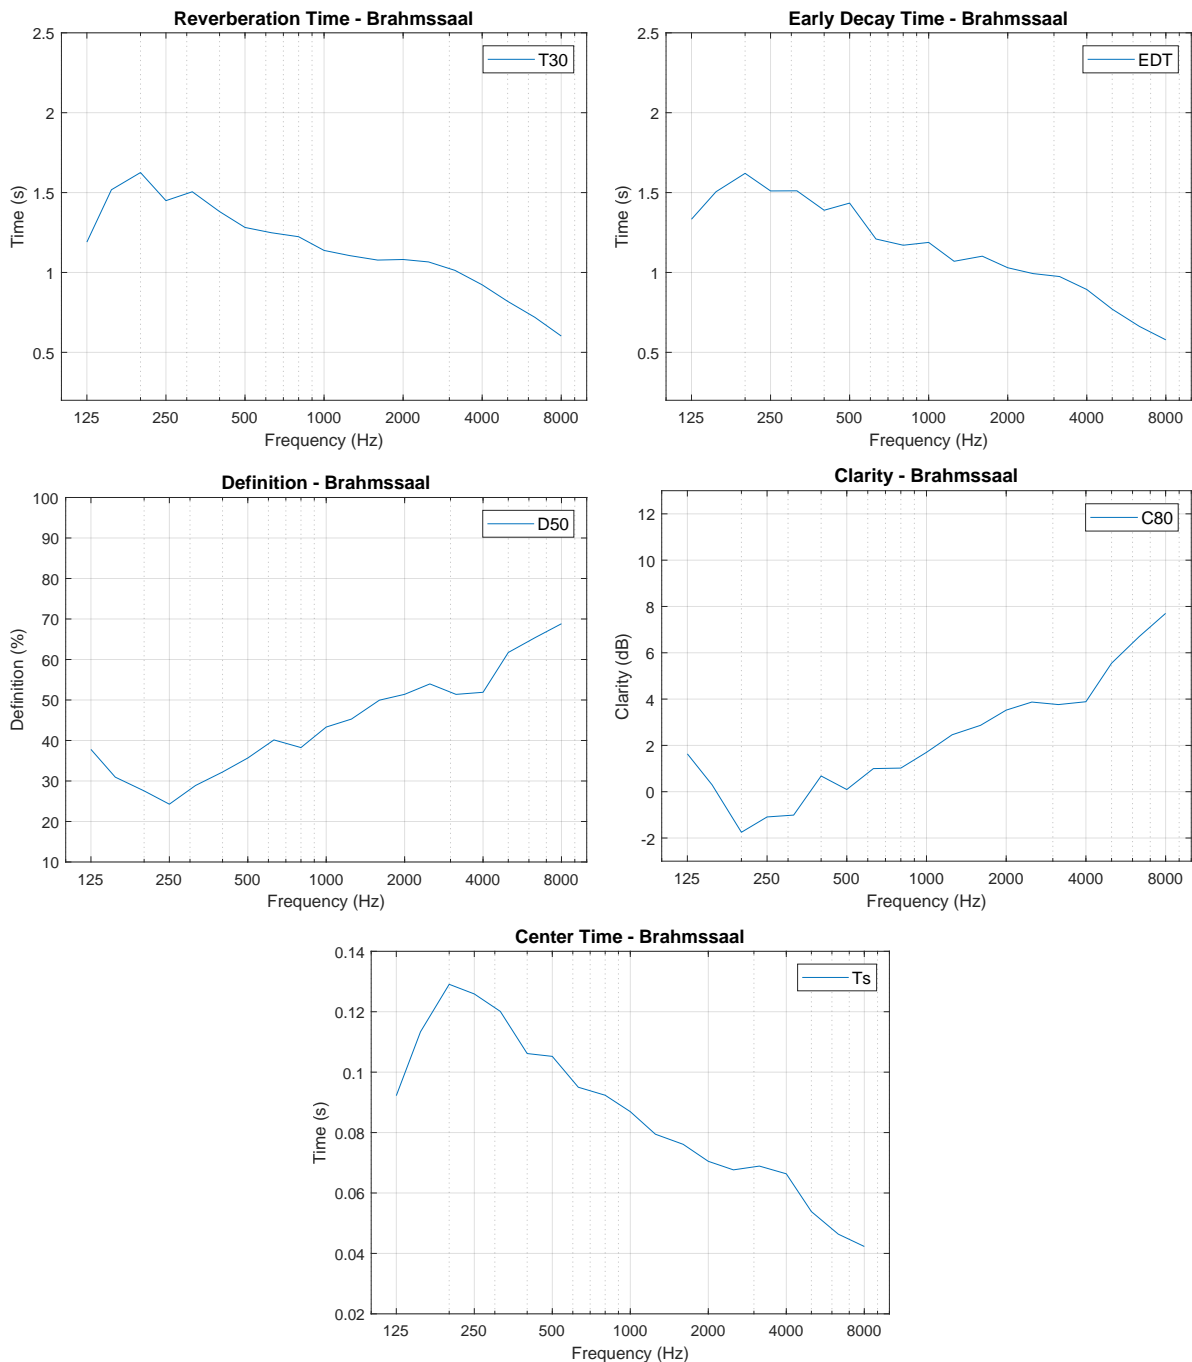 Reverberation Time - Brahmssaal
2.5
2
1.5
1
0.5
Time (s)
T30
125 250 500 1000 2000 4000 8000
Frequency (Hz)
Early Decay Time - Brahmssaal
2.5
2
1.5
1
0.5
Time (s)
EDT
125 250 500 1000 2000 4000 8000
Frequency (Hz)
Definition - Brahmssaal
100
90
80
70
60
50
40
30
20
10
Definition (%)
D50
125 250 500 1000 2000 4000 8000
Frequency (Hz)
Clarity - Brahmssaal
12
10
8
6
4
2
0
-2
Clarity (dB)
C80
125 250 500 1000 2000 4000 8000
Frequency (Hz)
Center Time - Brahmssaal
0.14
0.12
0.1
0.08
0.06
0.04
0.02
Time (s)
Ts
125 250 500 1000 2000 4000 8000
Frequency (Hz)